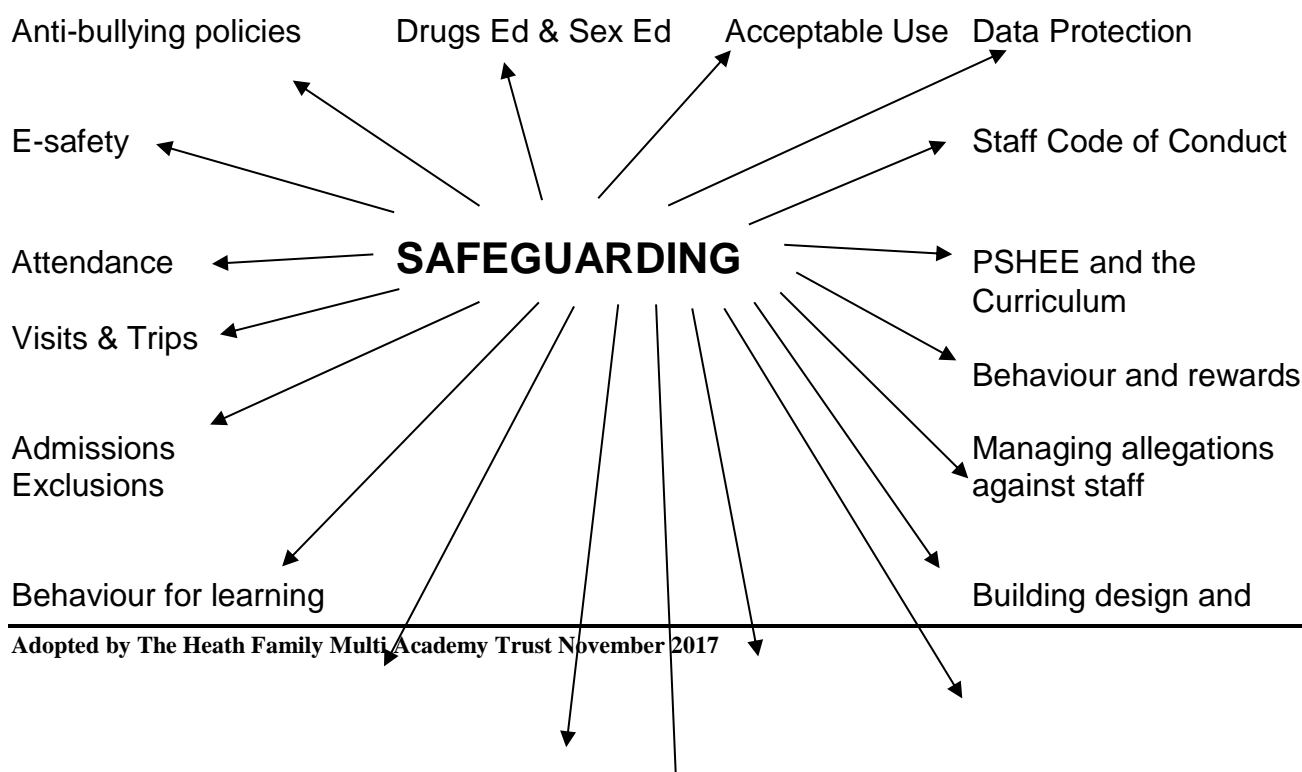 Anti-bullying policies Drugs Ed & Sex Ed Acceptable Use Data Protection
E-safety Staff Code of Conduct
Attendance SAFEGUARDING PSHEE and the
Curriculum
Visits & Trips
Behaviour and rewards
Admissions Managing allegations
Exclusions against staff
Behaviour for learning Building design and
Adopted by The Heath Family Multi Academy Trust November 2017